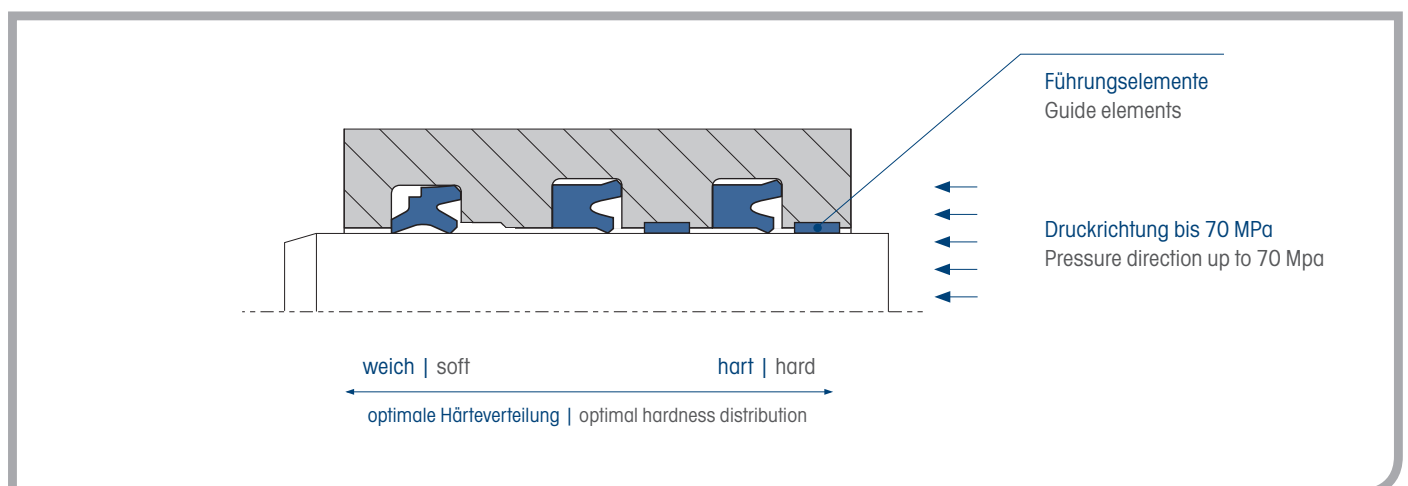 Führungselemente
Guide elements
Druckrichtung bis 70 MPa
Pressure direction up to 70 Mpa
weich | soft
hart | hard
optimale Härteverteilung | optimal hardness distribution